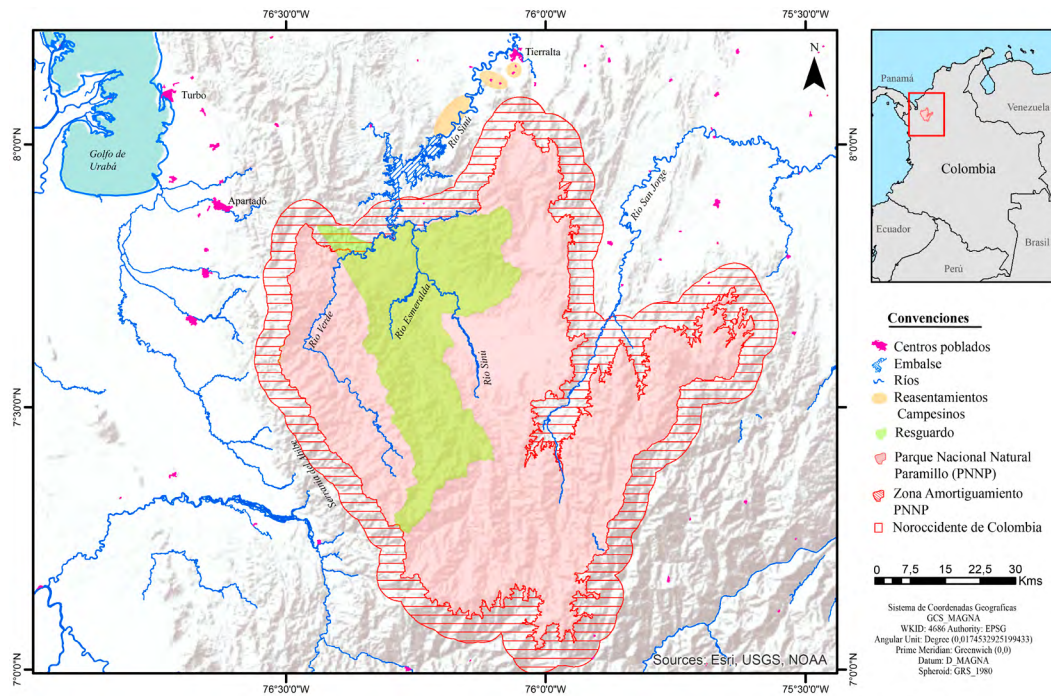 76°30'0"W
76°0'0"W
75°30'0"W
8°0'0"N
7°30'0"N
7°0'0"N
8°0'0"N
7°30'0"N
7°0'0"N
N
Tierralta
Turbo
Río Sinú
Golfo de
Urabá
Apartadó
Río San Jorge
Río Verde
Río Esmeralda
Río Sinú
Sources: Esri, USGS, NOAA
76°30'0"W
76°0'0"W
75°30'0"W
Panamá
Venezuela
Colombia
Ecuador
Brasil
Perú
Convenciones
Centros poblados
Embalse
Ríos
Reasentamientos
Campesinos
Resguardo
Parque Nacional Natural
Paramillo (PNNP)
Zona Amortiguamiento
PNNP
Noroccidente de Colombia
0 7,5 15 22,5 30
Kms
Sistema de Coordenadas Geograficas
GCS_MAGNA
WKID: 4686 Authority: EPSG
Angular Unit: Degree (0,0174532925199433)
Prime Meridian: Greenwich (0,0)
Datum: D_MAGNA
Spheroid: GRS_1980